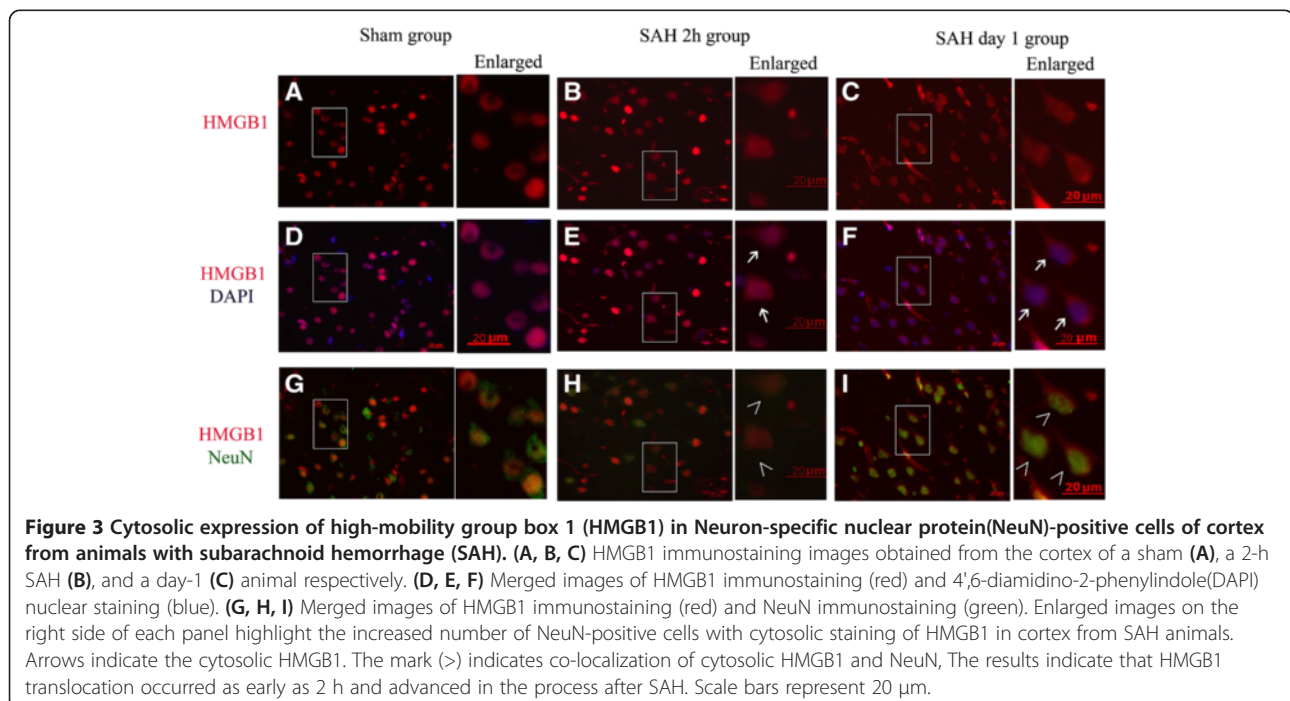 Sham group
SAH 2h group
SAH day 1 group
Enlarged
Enlarged
Enlarged
HMGB1
A
B
C
20 µm
20 µm
HMGB1
DAPI
D
E
F
20 µm
20 µm
20 µm
HMGB1
NeuN
G
H
I
20 µm
20 µm
Figure 3 Cytosolic expression of high-mobility group box 1 (HMGB1) in Neuron-specific nuclear protein(NeuN)-positive cells of cortex
from animals with subarachnoid hemorrhage (SAH). (A, B, C) HMGB1 immunostaining images obtained from the cortex of a sham (A), a 2-h
SAH (B), and a day-1 (C) animal respectively. (D, E, F) Merged images of HMGB1 immunostaining (red) and 4',6-diamidino-2-phenylindole(DAPI)
nuclear staining (blue). (G, H, I) Merged images of HMGB1 immunostaining (red) and NeuN immunostaining (green). Enlarged images on the
right side of each panel highlight the increased number of NeuN-positive cells with cytosolic staining of HMGB1 in cortex from SAH animals.
Arrows indicate the cytosolic HMGB1. The mark (>) indicates co-localization of cytosolic HMGB1 and NeuN, The results indicate that HMGB1
translocation occurred as early as 2 h and advanced in the process after SAH. Scale bars represent 20 µm.